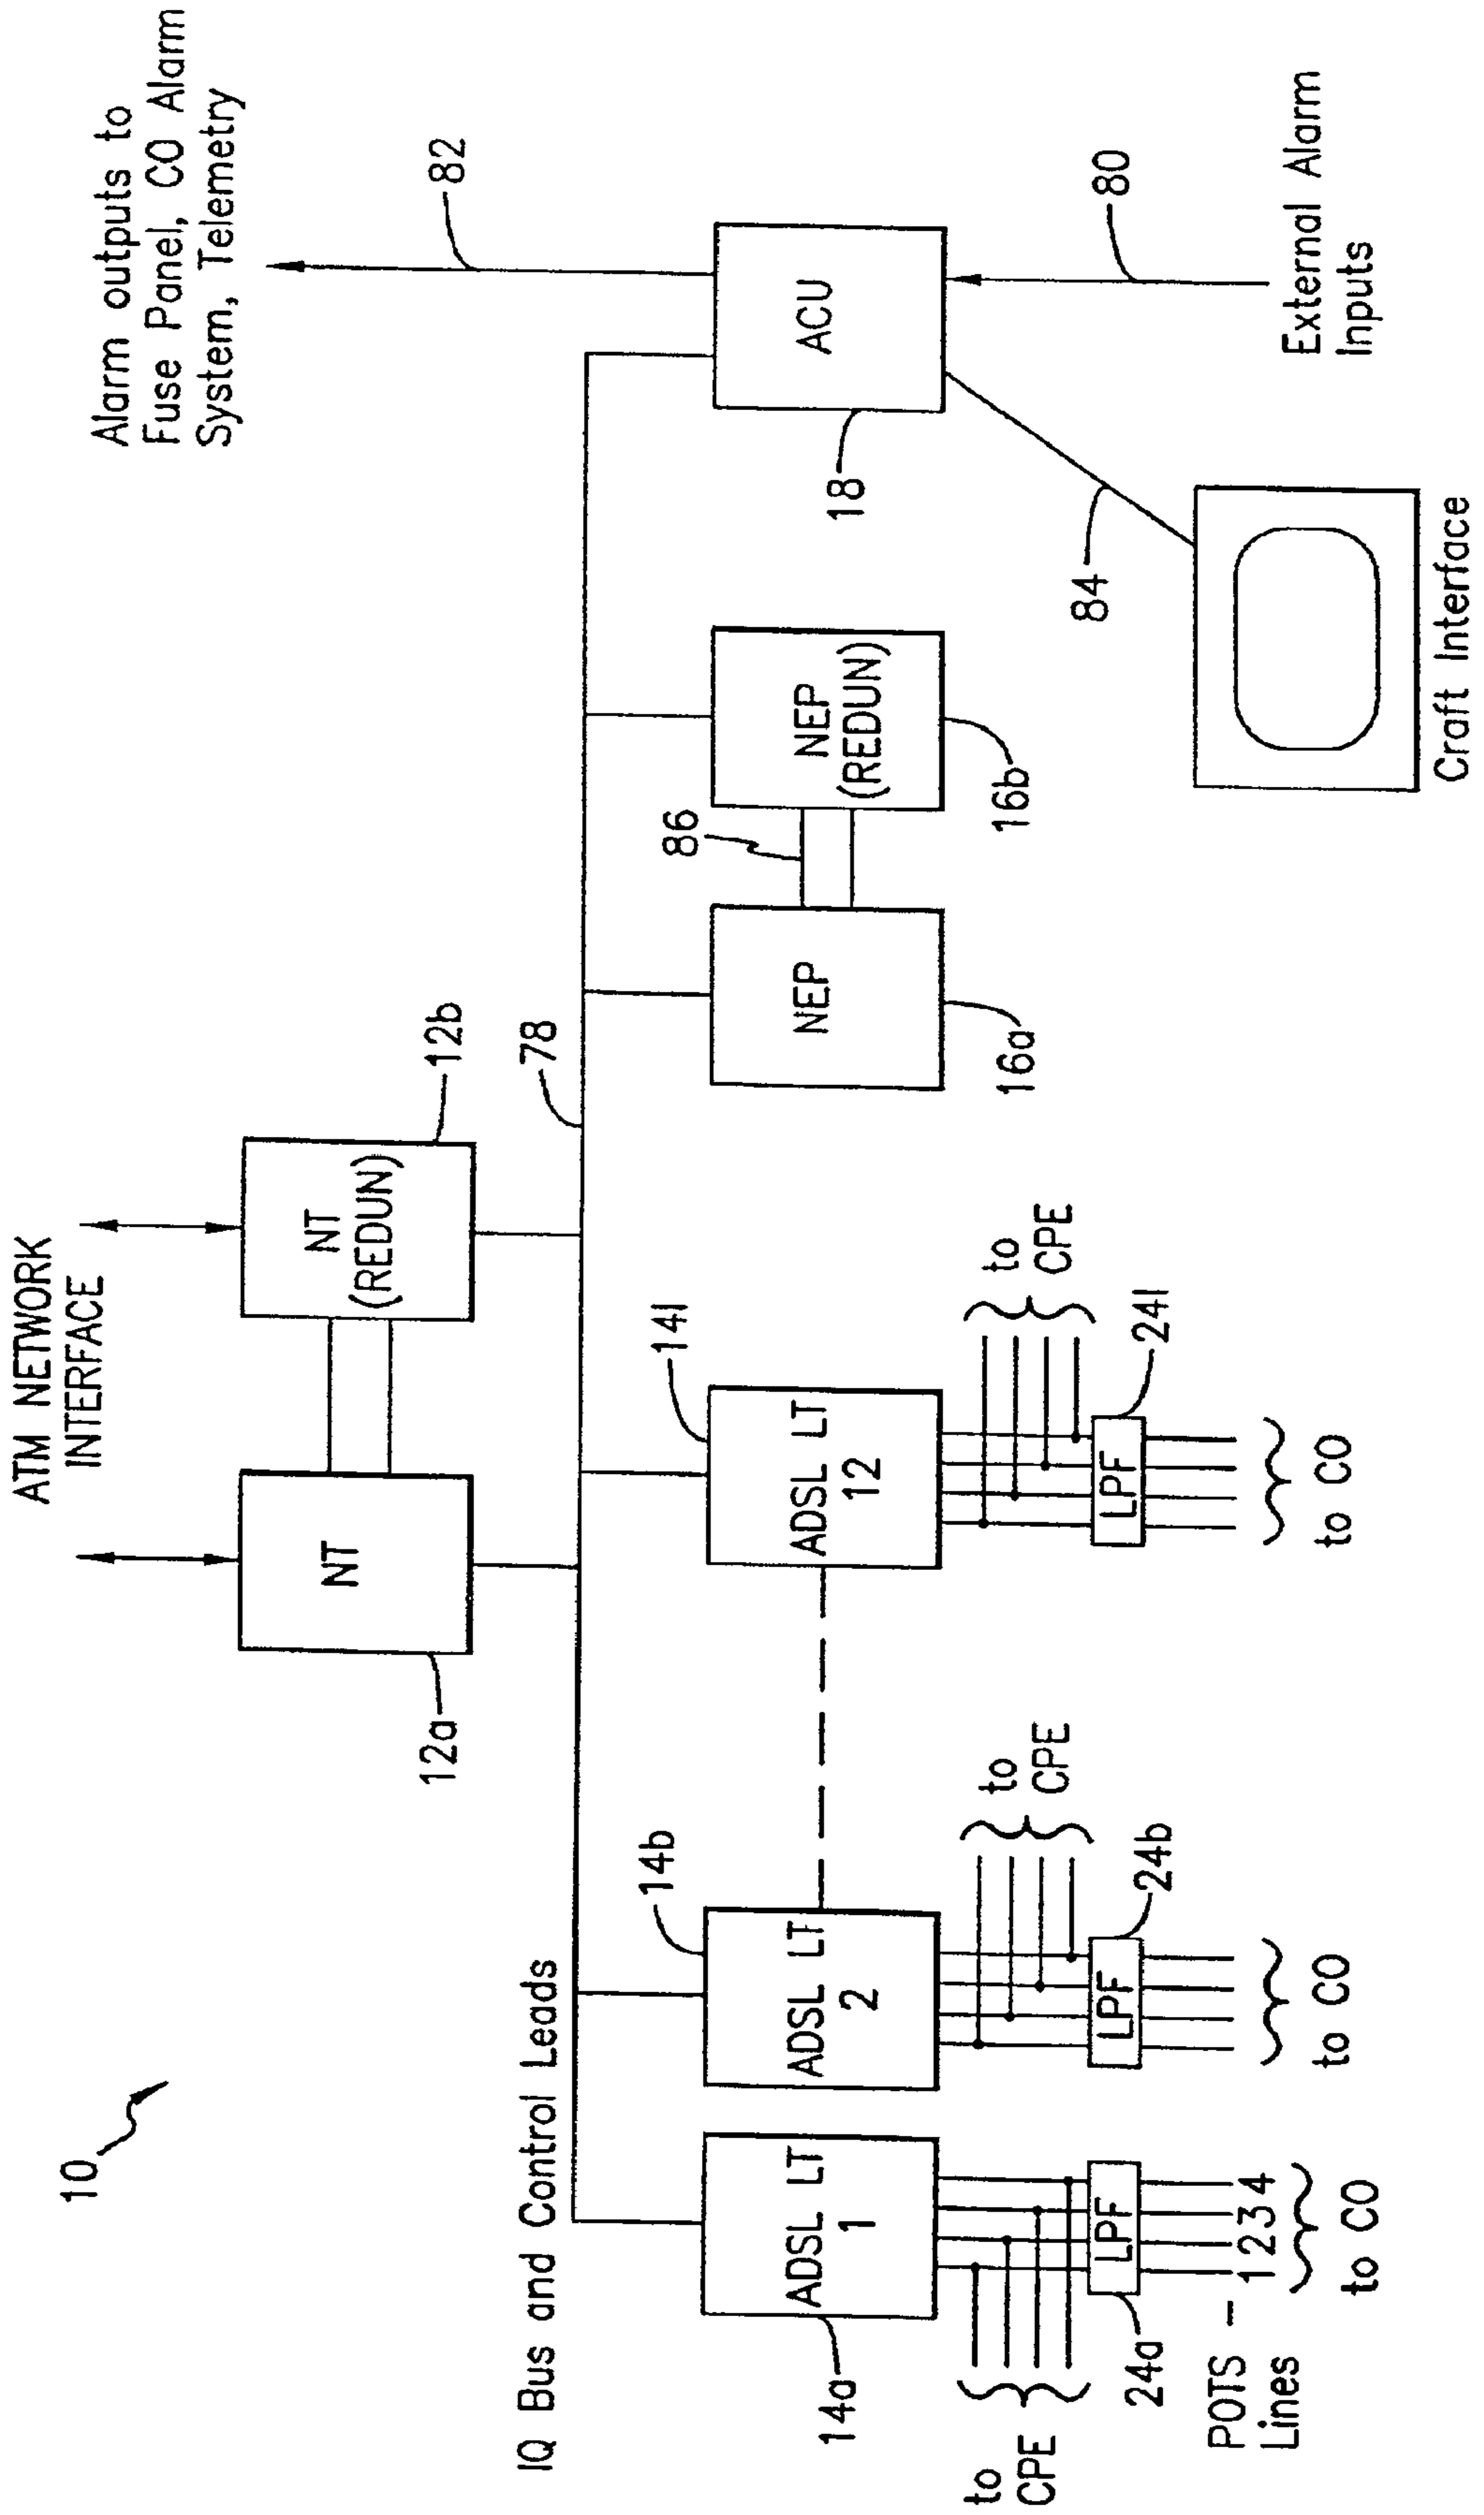 10
ATM NETWORK
INTERFACE
Alarm outputs to
Fuse Panel, CO Alarm
System, Telemetry
NT
12a
NT
(REDUN)
12b
82
IQ Bus and Control Leads
78
ADSL LT
1
14a
ADSL LT
2
14b
ADSL LT
12
14l
NEP
16a
86
NEP
(REDUN)
16b
ACU
18
80
External Alarm
Inputs
84
Craft Interface
to
CPE
to
CPE
to
CPE
LPF
24a
LPF
24b
LPF
24l
POTS - 1 2 3 4
Lines
to CO
to CO
to CO